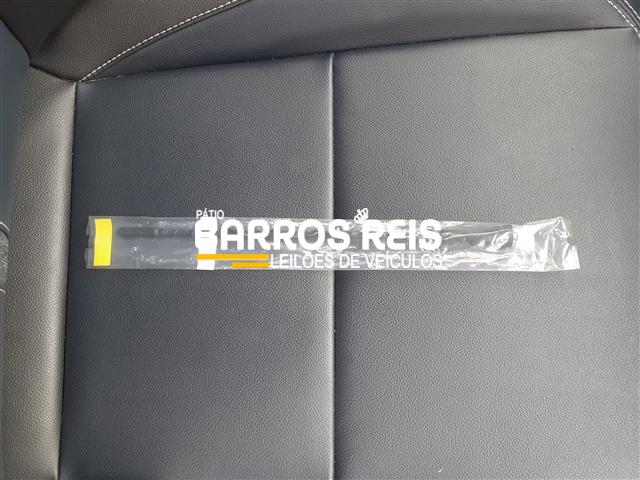 PÁTIO
BARROS REIS
LEILÕES DE VEÍCULOS